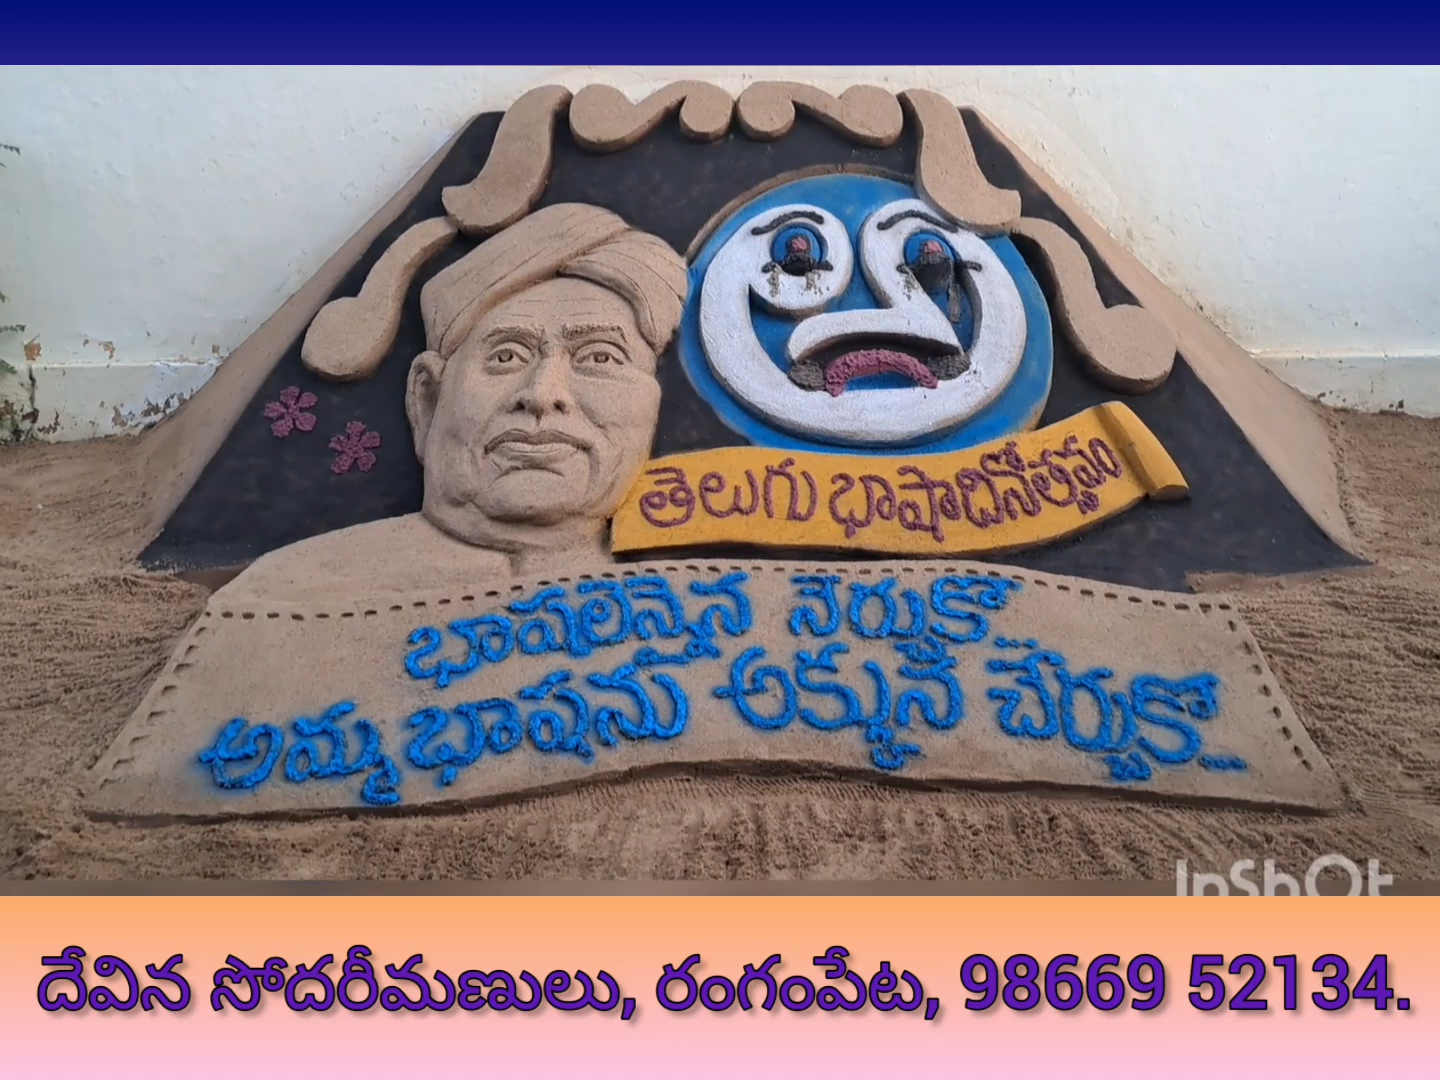 తెలుగు భాషాదినోత్సవం
భాషలెన్నైన నేర్చుకో...
అమ్మ భాషను అక్కున చేర్చుకో...
InShOt
దేవిన సోదరీమణులు, రంగంపేట, 98669 52134.